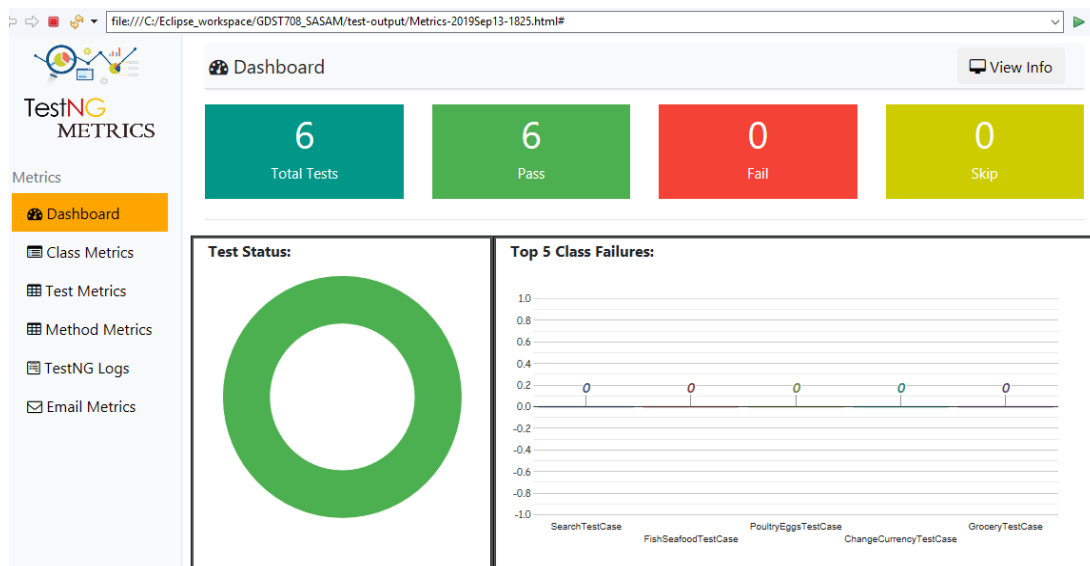 file:///C:/Eclipse_workspace/GDST708_SASAM/test-output/Metrics-2019Sep13-1825.html#
TestNG
METRICS
Metrics
Dashboard
Class Metrics
Test Metrics
Method Metrics
TestNG Logs
Email Metrics
Dashboard
View Info
6
Total Tests
6
Pass
0
Fail
0
Skip
Test Status:
Top 5 Class Failures:
1.0
0.8
0.6
0.4
0.2
0.0
-0.2
-0.4
-0.6
-0.8
-1.0
0 0 0 0 0
SearchTestCase
FishSeafoodTestCase
PoultryEggsTestCase
ChangeCurrencyTestCase
GroceryTestCase